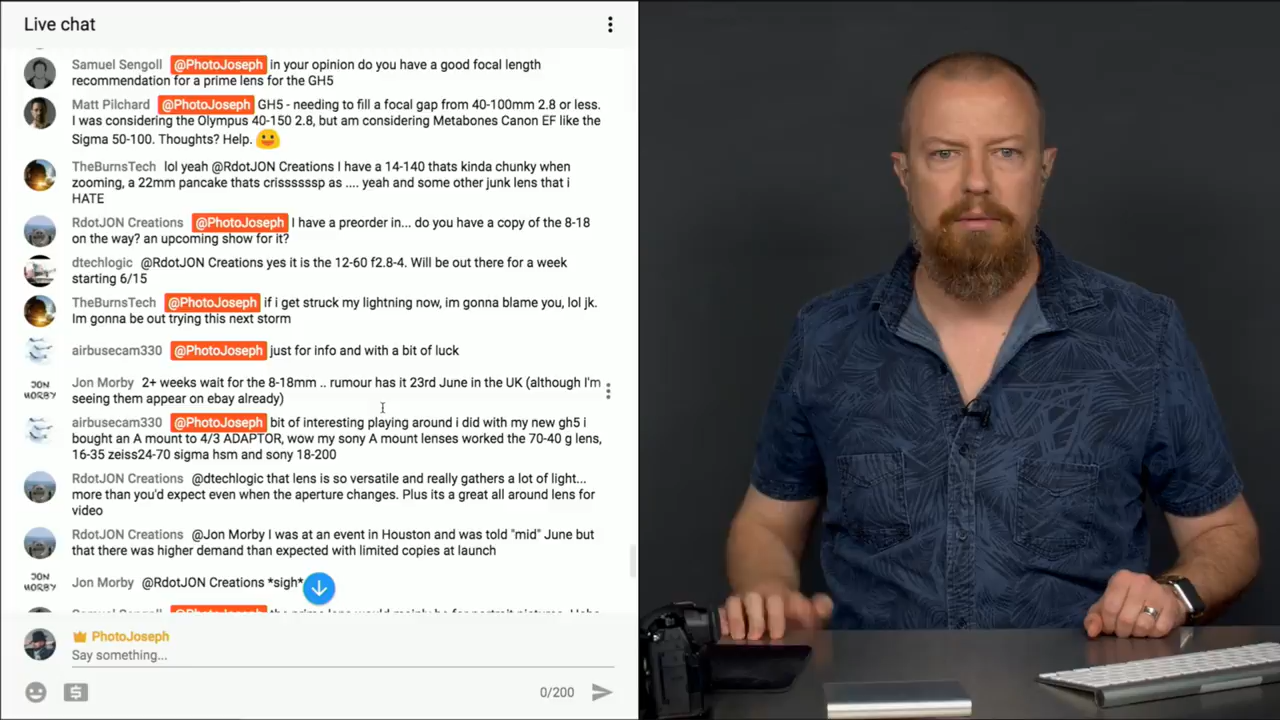 Live chat
Samuel Sengoll @PhotoJoseph in your opinion do you have a good focal length
recommendation for a prime lens for the GH5
Matt Pilchard @PhotoJoseph GH5 - needing to fill a focal gap from 40-100mm 2.8 or less.
I was considering the Olympus 40-150 2.8, but am considering Metabones Canon EF like the
Sigma 50-100. Thoughts? Help.
TheBurnsTech lol yeah @RdotJON Creations I have a 14-140 thats kinda chunky when
zooming, a 22mm pancake thats crissssssp as .... yeah and some other junk lens that i
HATE
RdotJON Creations @PhotoJoseph I have a preorder in... do you have a copy of the 8-18
on the way? an upcoming show for it?
dtechlogic @RdotJON Creations yes it is the 12-60 f2.8-4. Will be out there for a week
starting 6/15
TheBurnsTech @PhotoJoseph if i get struck my lightning now, im gonna blame you, lol jk.
Im gonna be out trying this next storm
airbusecam330 @PhotoJoseph just for info and with a bit of luck
JON
MORBY
Jon Morby 2+ weeks wait for the 8-18mm .. rumour has it 23rd June in the UK (although I'm
seeing them appear on ebay already)
airbusecam330 @PhotoJoseph bit of interesting playing around i did with my new gh5 i
bought an A mount to 4/3 ADAPTOR, wow my sony A mount lenses worked the 70-40 g lens,
16-35 zeiss24-70 sigma hsm and sony 18-200
RdotJON Creations @dtechlogic that lens is so versatile and really gathers a lot of light...
more than you'd expect even when the aperture changes. Plus its a great all around lens for
video
RdotJON Creations @Jon Morby I was at an event in Houston and was told "mid" June but
that there was higher demand than expected with limited copies at launch
JON
MORBY
Jon Morby @RdotJON Creations *sigh*
PhotoJoseph
Say something...
0/200